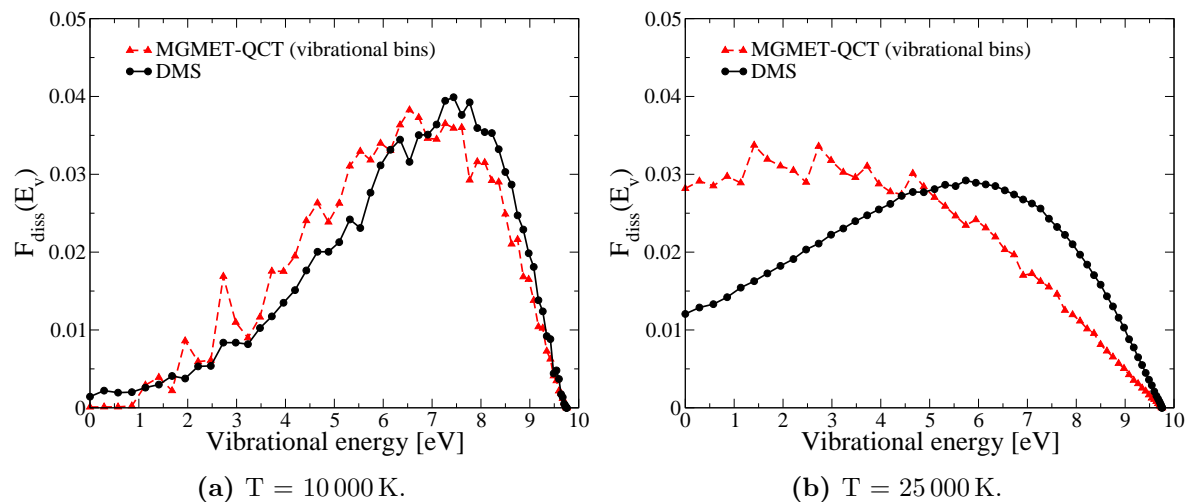 0.05
0.04
0.03
0.02
0.01
0
F_diss(E_v)
MGMET-QCT (vibrational bins)
DMS
0 1 2 3 4 5 6 7 8 9 10
Vibrational energy [eV]
(a) T = 10 000 K.
0.05
0.04
0.03
0.02
0.01
0
F_diss(E_v)
MGMET-QCT (vibrational bins)
DMS
0 1 2 3 4 5 6 7 8 9 10
Vibrational energy [eV]
(b) T = 25 000 K.